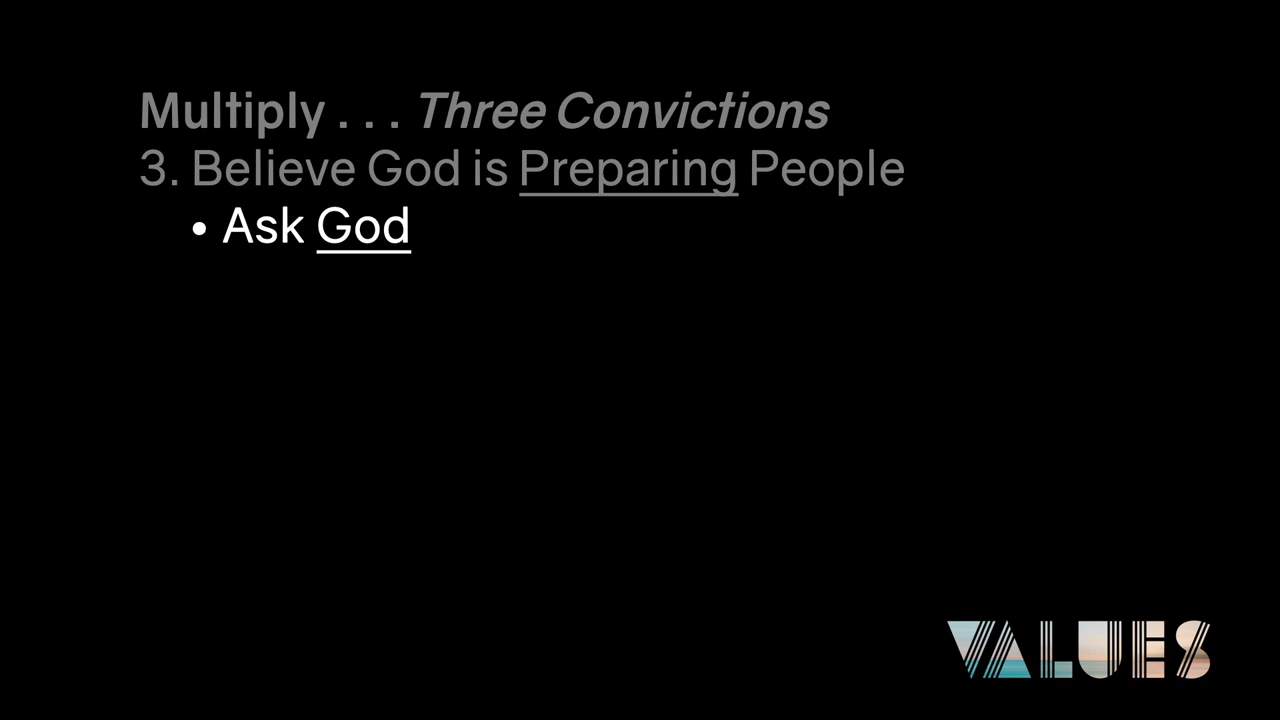 Multiply . . . Three Convictions
3. Believe God is Preparing People
• Ask God
VALUES